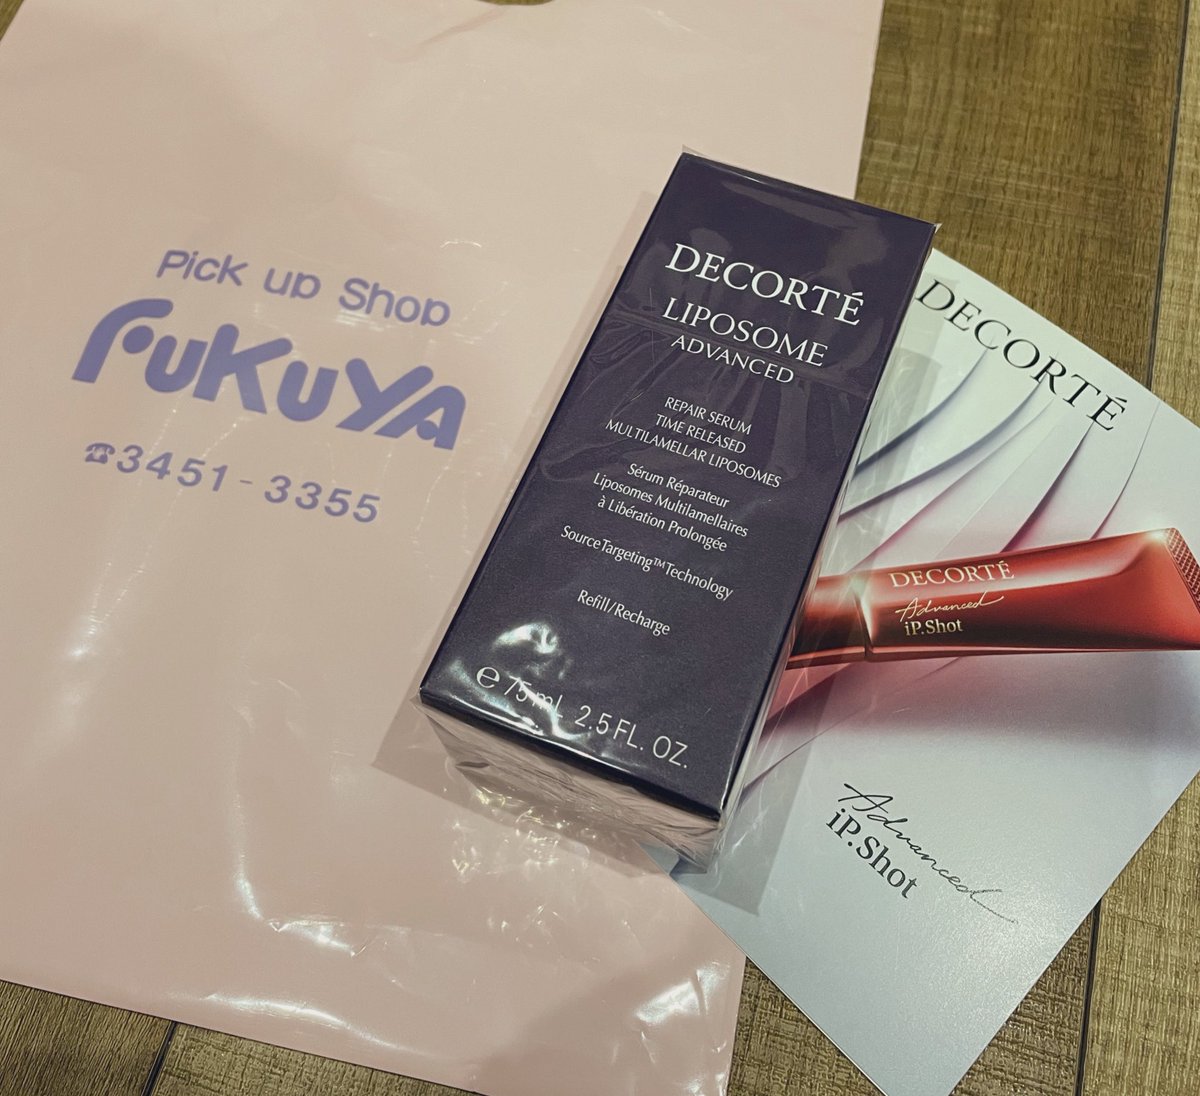 Pick up Shop
FUKUYA
☎3451-3355
DECORTÉ
LIPOSOME
ADVANCED
REPAIR SERUM
TIME RELEASED
MULTILAMELLAR LIPOSOMES
Sérum Réparateur
Liposomes Multilamellaires
à Libération Prolongée
SourceTargeting™Technology
Refill/Recharge
℮ 75 mL 2.5 FL. OZ.
DECORTÉ
DECORTÉ
Advanced
iP.Shot
Advanced
iP.Shot